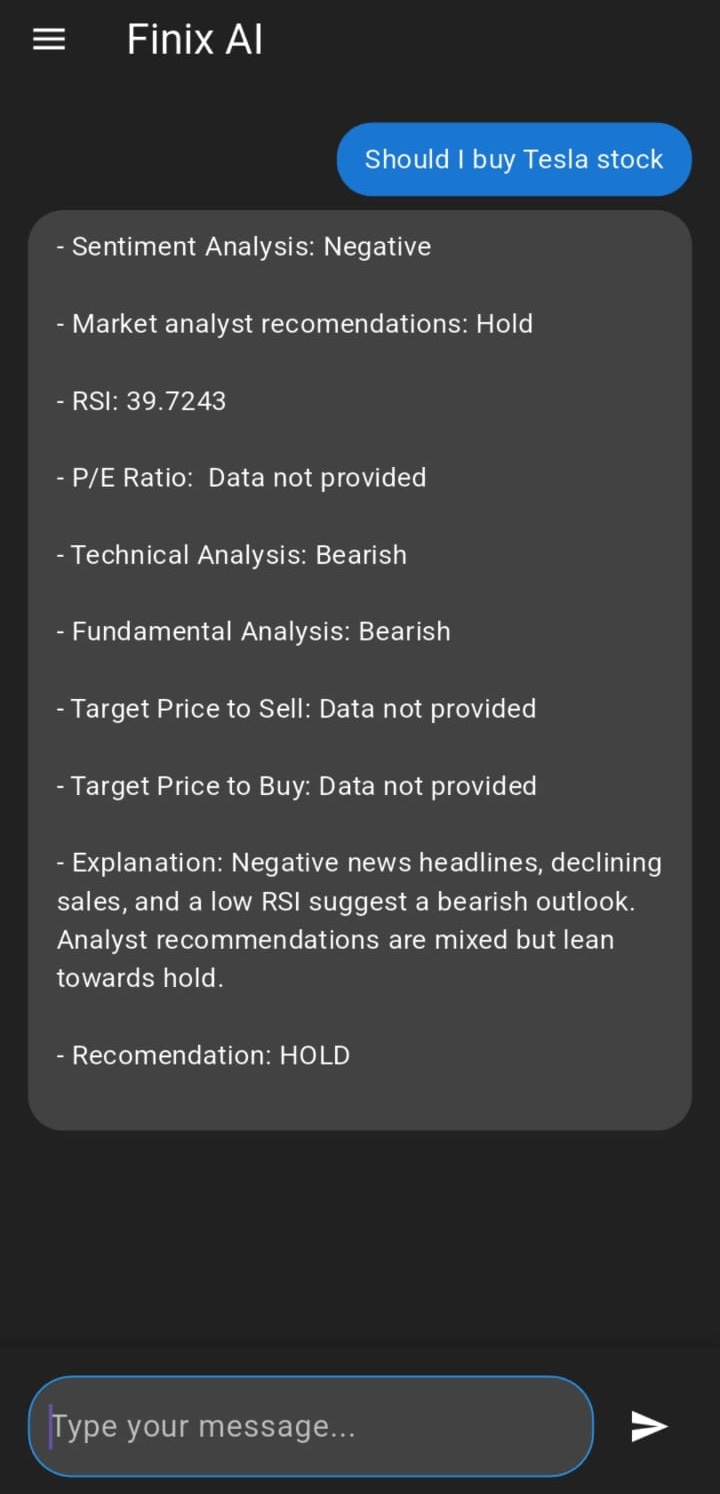 Finix AI
Should I buy Tesla stock
- Sentiment Analysis: Negative
- Market analyst recomendations: Hold
- RSI: 39.7243
- P/E Ratio:  Data not provided
- Technical Analysis: Bearish
- Fundamental Analysis: Bearish
- Target Price to Sell: Data not provided
- Target Price to Buy: Data not provided
- Explanation: Negative news headlines, declining
sales, and a low RSI suggest a bearish outlook.
Analyst recommendations are mixed but lean
towards hold.
- Recomendation: HOLD
Type your message...